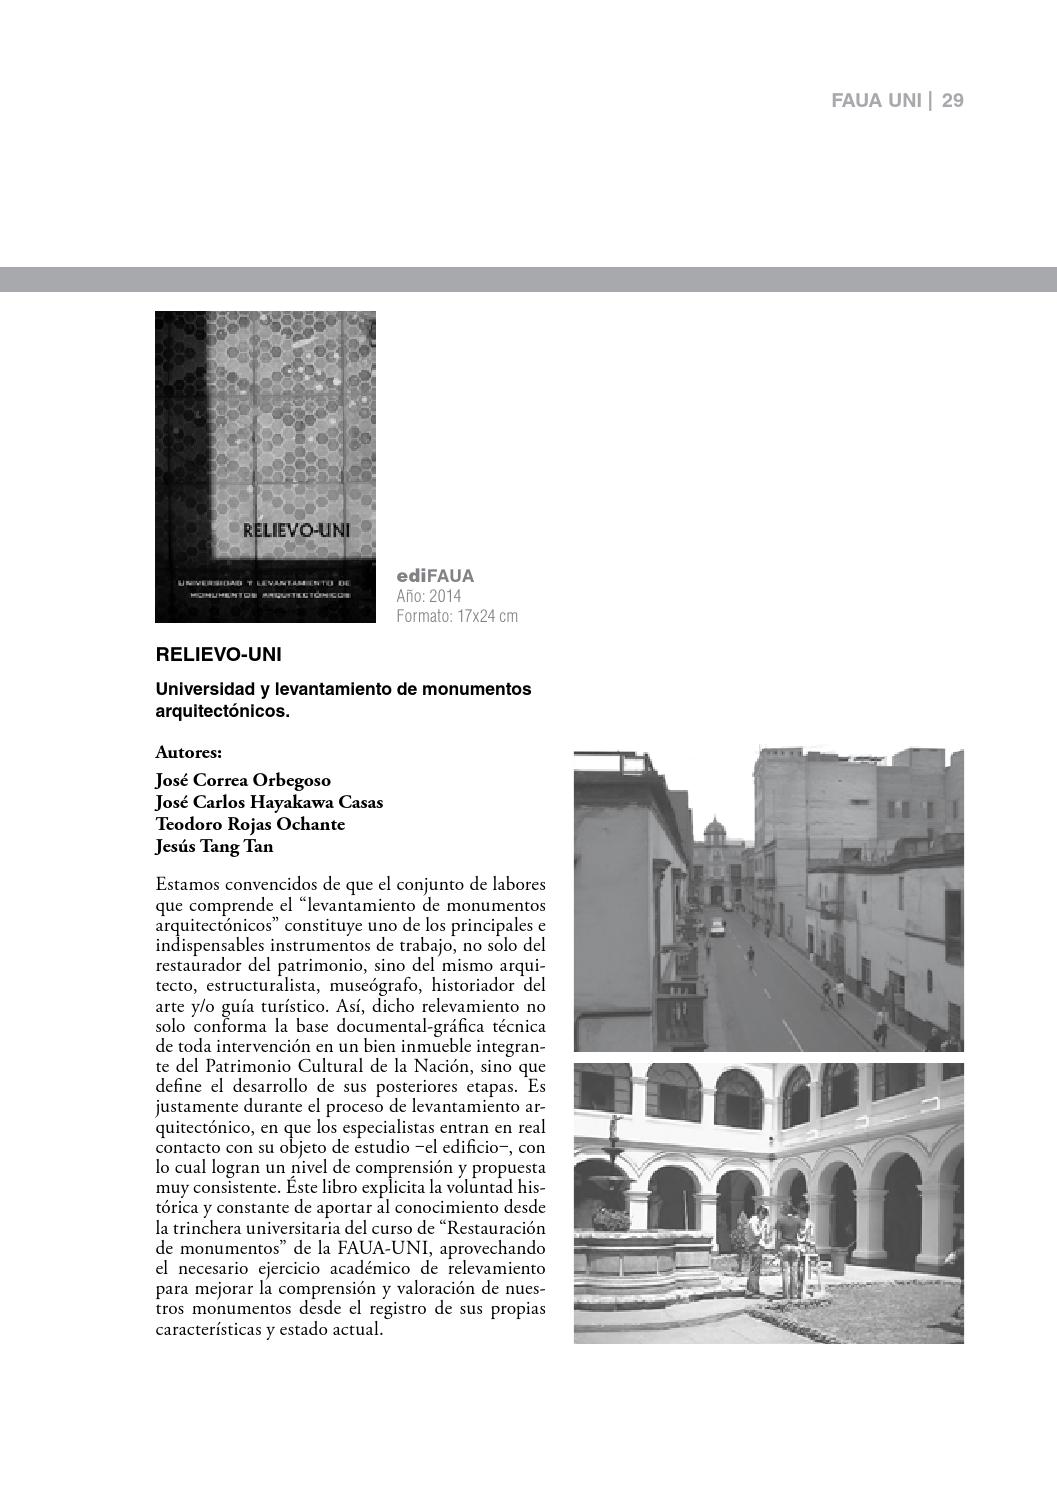 FAUA UNI | 29
RELIEVO-UNI
UNIVERSIDAD Y LEVANTAMIENTO DE
MONUMENTOS ARQUITECTÓNICOS
ediFAUA
Año: 2014
Formato: 17x24 cm
RELIEVO-UNI
Universidad y levantamiento de monumentos
arquitectónicos.
Autores:
José Correa Orbegoso
José Carlos Hayakawa Casas
Teodoro Rojas Ochante
Jesús Tang Tan
Estamos convencidos de que el conjunto de labores
que comprende el “levantamiento de monumentos
arquitectónicos” constituye uno de los principales e
indispensables instrumentos de trabajo, no solo del
restaurador del patrimonio, sino del mismo arqui-
tecto, estructuralista, museógrafo, historiador del
arte y/o guía turístico. Así, dicho relevamiento no
solo conforma la base documental-gráfica técnica
de toda intervención en un bien inmueble integran-
te del Patrimonio Cultural de la Nación, sino que
define el desarrollo de sus posteriores etapas. Es
justamente durante el proceso de levantamiento ar-
quitectónico, en que los especialistas entran en real
contacto con su objeto de estudio –el edificio–, con
lo cual logran un nivel de comprensión y propuesta
muy consistente. Éste libro explicita la voluntad his-
tórica y constante de aportar al conocimiento desde
la trinchera universitaria del curso de “Restauración
de monumentos” de la FAUA-UNI, aprovechando
el necesario ejercicio académico de relevamiento
para mejorar la comprensión y valoración de nues-
tros monumentos desde el registro de sus propias
características y estado actual.